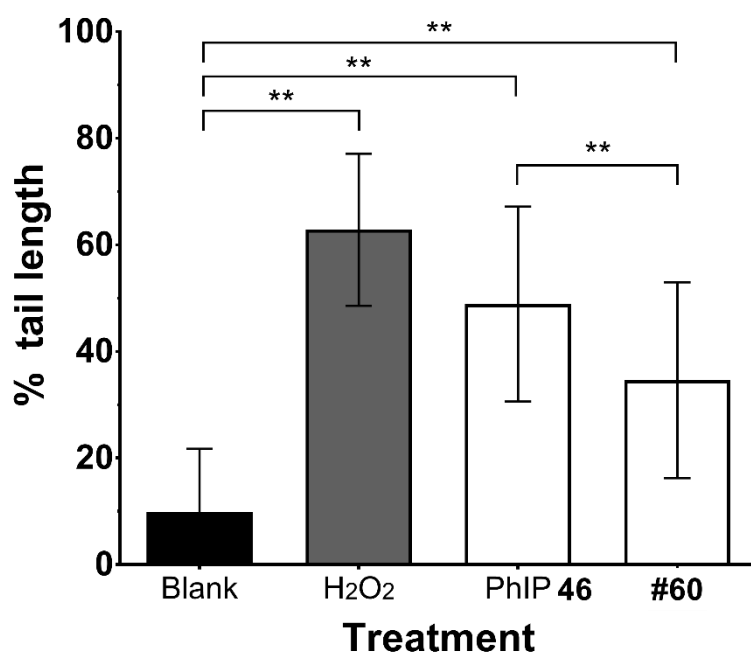 100
80
60
40
20
0
% tail length
**
**
**
**
Blank
H2O2
PhIP 46
#60
Treatment